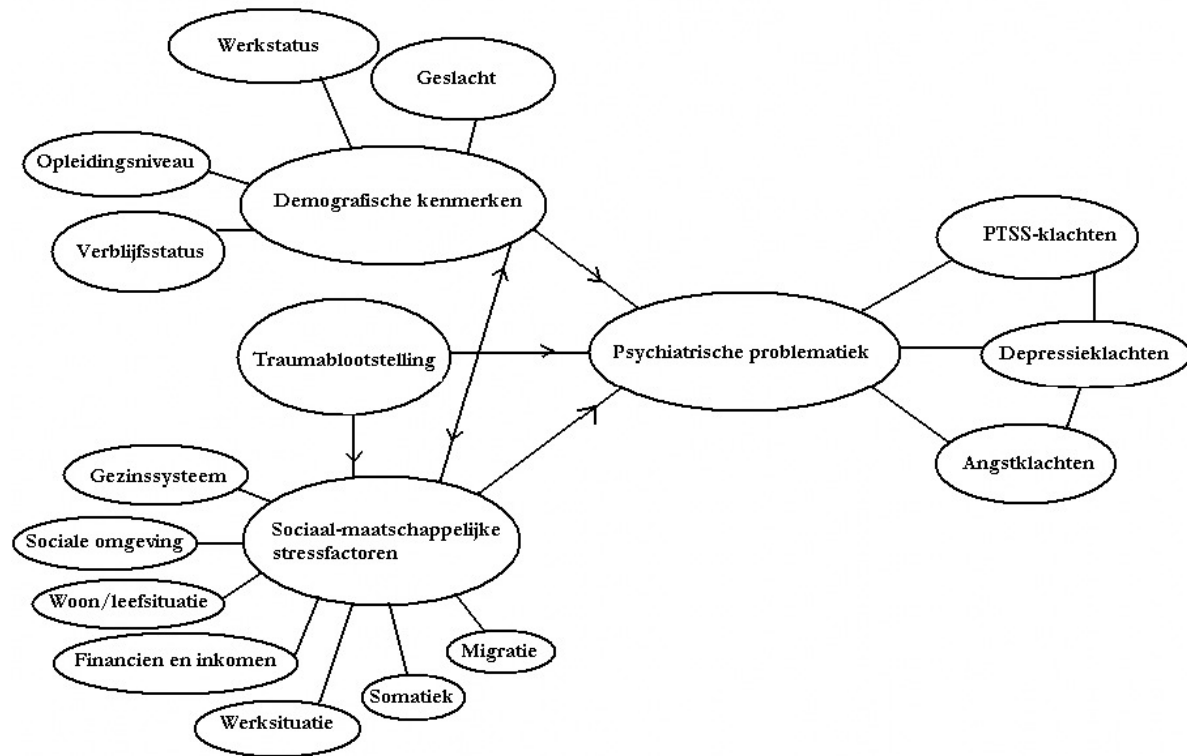 Werkstatus
Geslacht
Opleidingsniveau
Demografische kenmerken
Verblijfsstatus
PTSS-klachten
Traumablootstelling
Psychiatrische problematiek
Depressieklachten
Angstklachten
Gezinssysteem
Sociale omgeving
Sociaal-maatschappelijke
stressfactoren
Woon/leefsituatie
Financien en inkomen
Migratie
Somatiek
Werksituatie